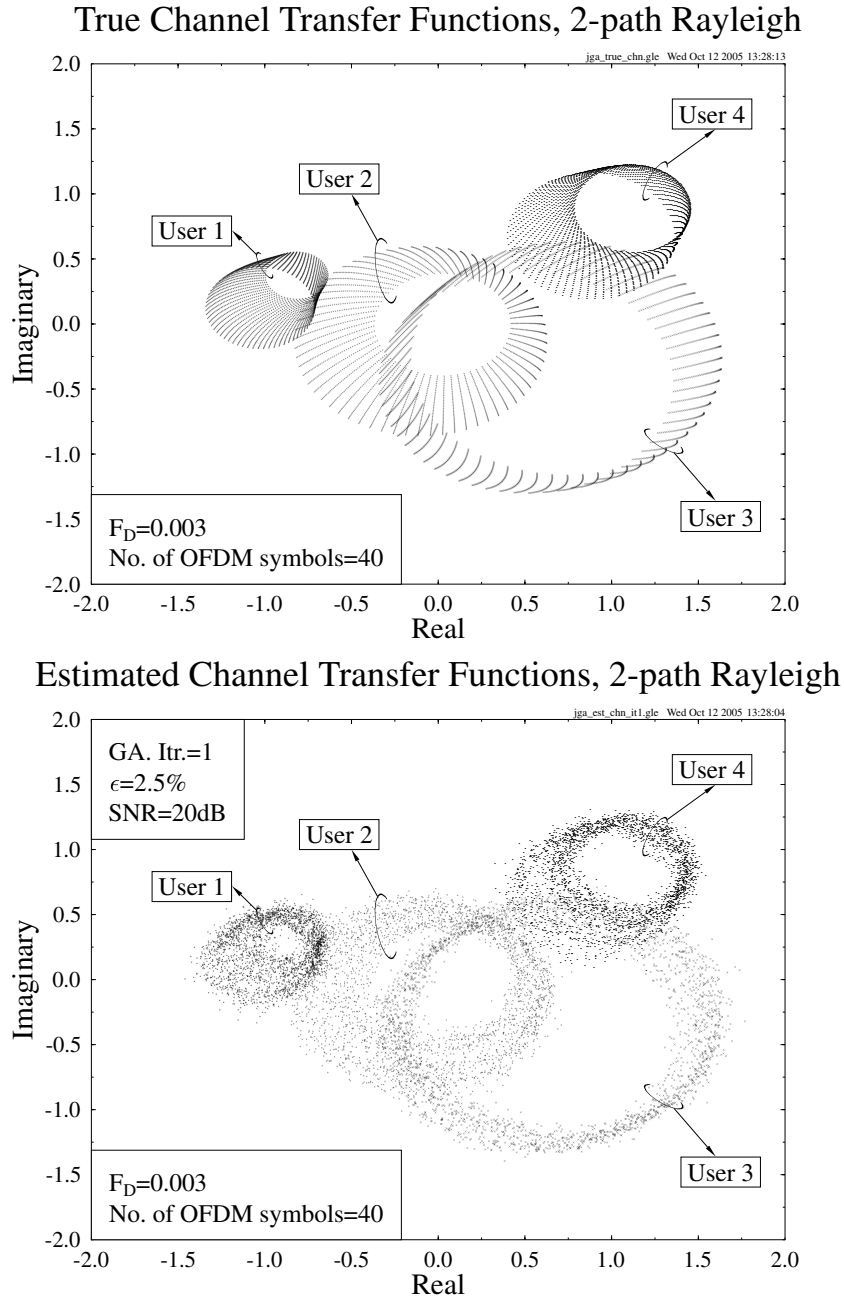 True Channel Transfer Functions, 2-path Rayleigh
jga_true_chn.gle Wed Oct 12 2005 13:28:13
2.0
1.5
1.0
0.5
0.0
-0.5
-1.0
-1.5
-2.0
Imaginary
User 4
User 2
User 1
User 3
F_D=0.003
No. of OFDM symbols=40
-2.0 -1.5 -1.0 -0.5 0.0 0.5 1.0 1.5 2.0
Real
Estimated Channel Transfer Functions, 2-path Rayleigh
jga_est_chn_it1.gle Wed Oct 12 2005 13:28:04
2.0
1.5
1.0
0.5
0.0
-0.5
-1.0
-1.5
-2.0
Imaginary
GA. Itr.=1
ϵ=2.5%
SNR=20dB
User 4
User 2
User 1
User 3
F_D=0.003
No. of OFDM symbols=40
-2.0 -1.5 -1.0 -0.5 0.0 0.5 1.0 1.5 2.0
Real